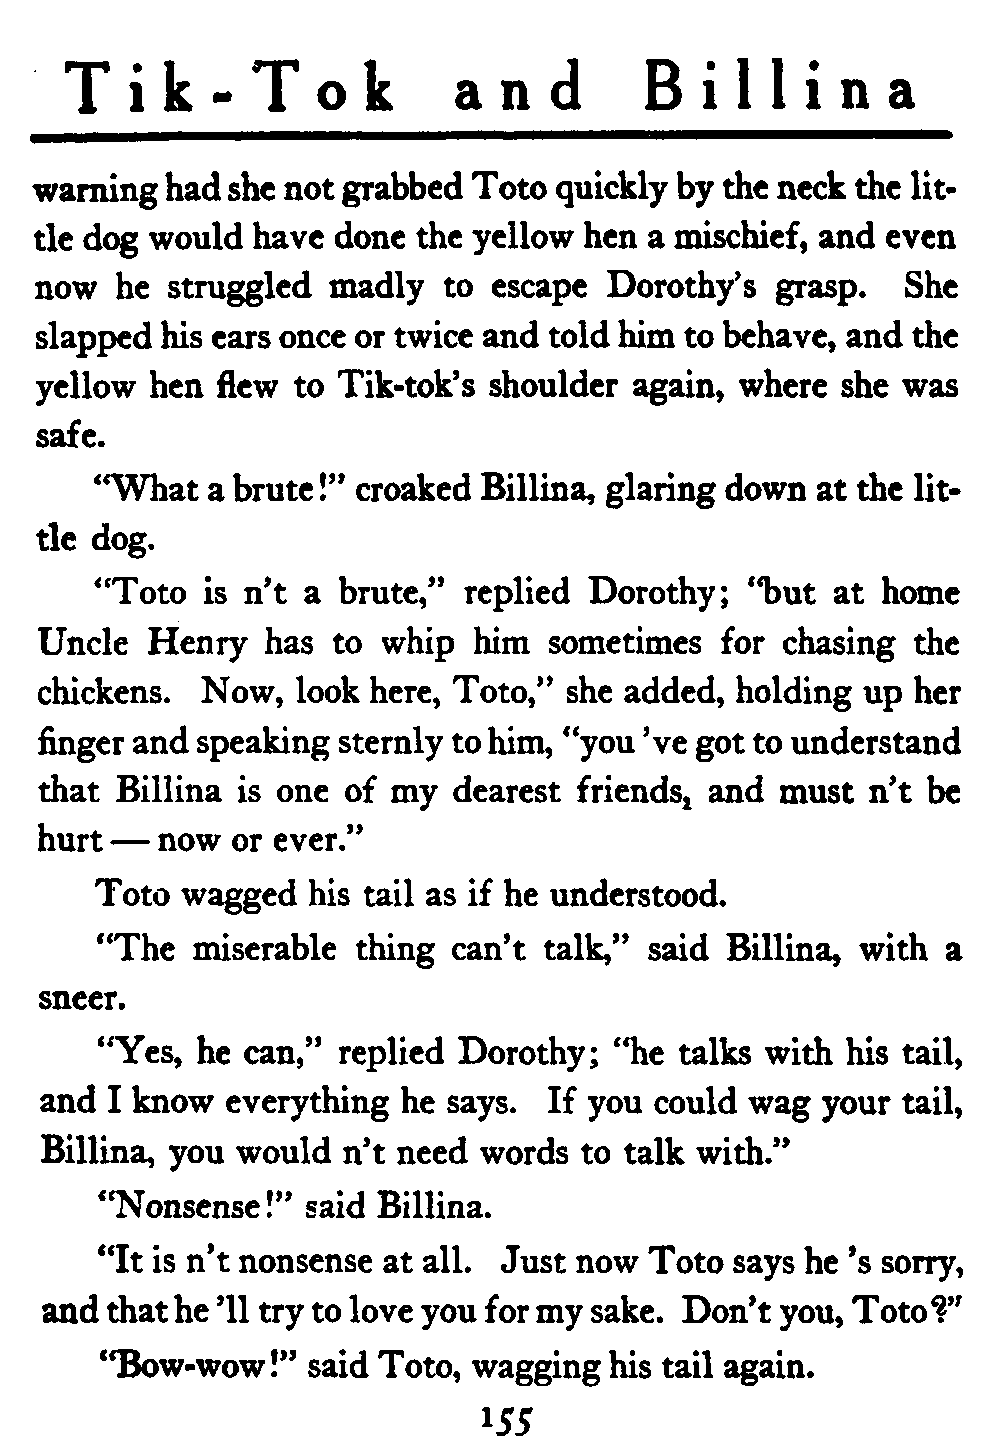 Tik-Tok and Billina
warning had she not grabbed Toto quickly by the neck the lit-
tle dog would have done the yellow hen a mischief, and even
now he struggled madly to escape Dorothy's grasp. She
slapped his ears once or twice and told him to behave, and the
yellow hen flew to Tik-tok's shoulder again, where she was
safe.
"What a brute!" croaked Billina, glaring down at the lit-
tle dog.
"Toto is n't a brute," replied Dorothy; "but at home
Uncle Henry has to whip him sometimes for chasing the
chickens. Now, look here, Toto," she added, holding up her
finger and speaking sternly to him, "you 've got to understand
that Billina is one of my dearest friends, and must n't be
hurt — now or ever."
Toto wagged his tail as if he understood.
"The miserable thing can't talk," said Billina, with a
sneer.
"Yes, he can," replied Dorothy; "he talks with his tail,
and I know everything he says. If you could wag your tail,
Billina, you would n't need words to talk with."
"Nonsense!" said Billina.
"It is n't nonsense at all. Just now Toto says he 's sorry,
and that he 'll try to love you for my sake. Don't you, Toto?"
"Bow-wow!" said Toto, wagging his tail again.
155